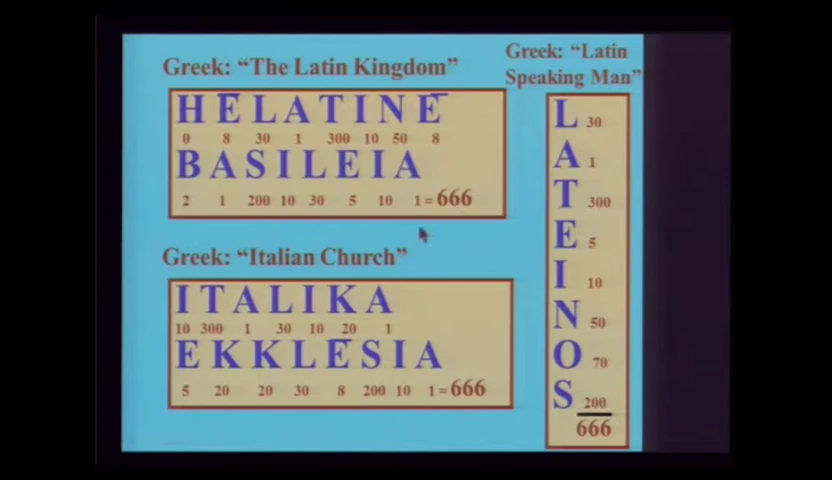 Greek: “The Latin Kingdom”
HĒLATINĒ
0 8 30 1 300 10 50 8
BASILEIA
2 1 200 10 30 5 10 1 = 666
Greek: “Italian Church”
ITALIKA
10 300 1 30 10 20 1
EKKLĒSIA
5 20 20 30 8 200 10 1 = 666
Greek: “Latin
Speaking Man”
L 30
A 1
T 300
E 5
I 10
N 50
O 70
S 200
666